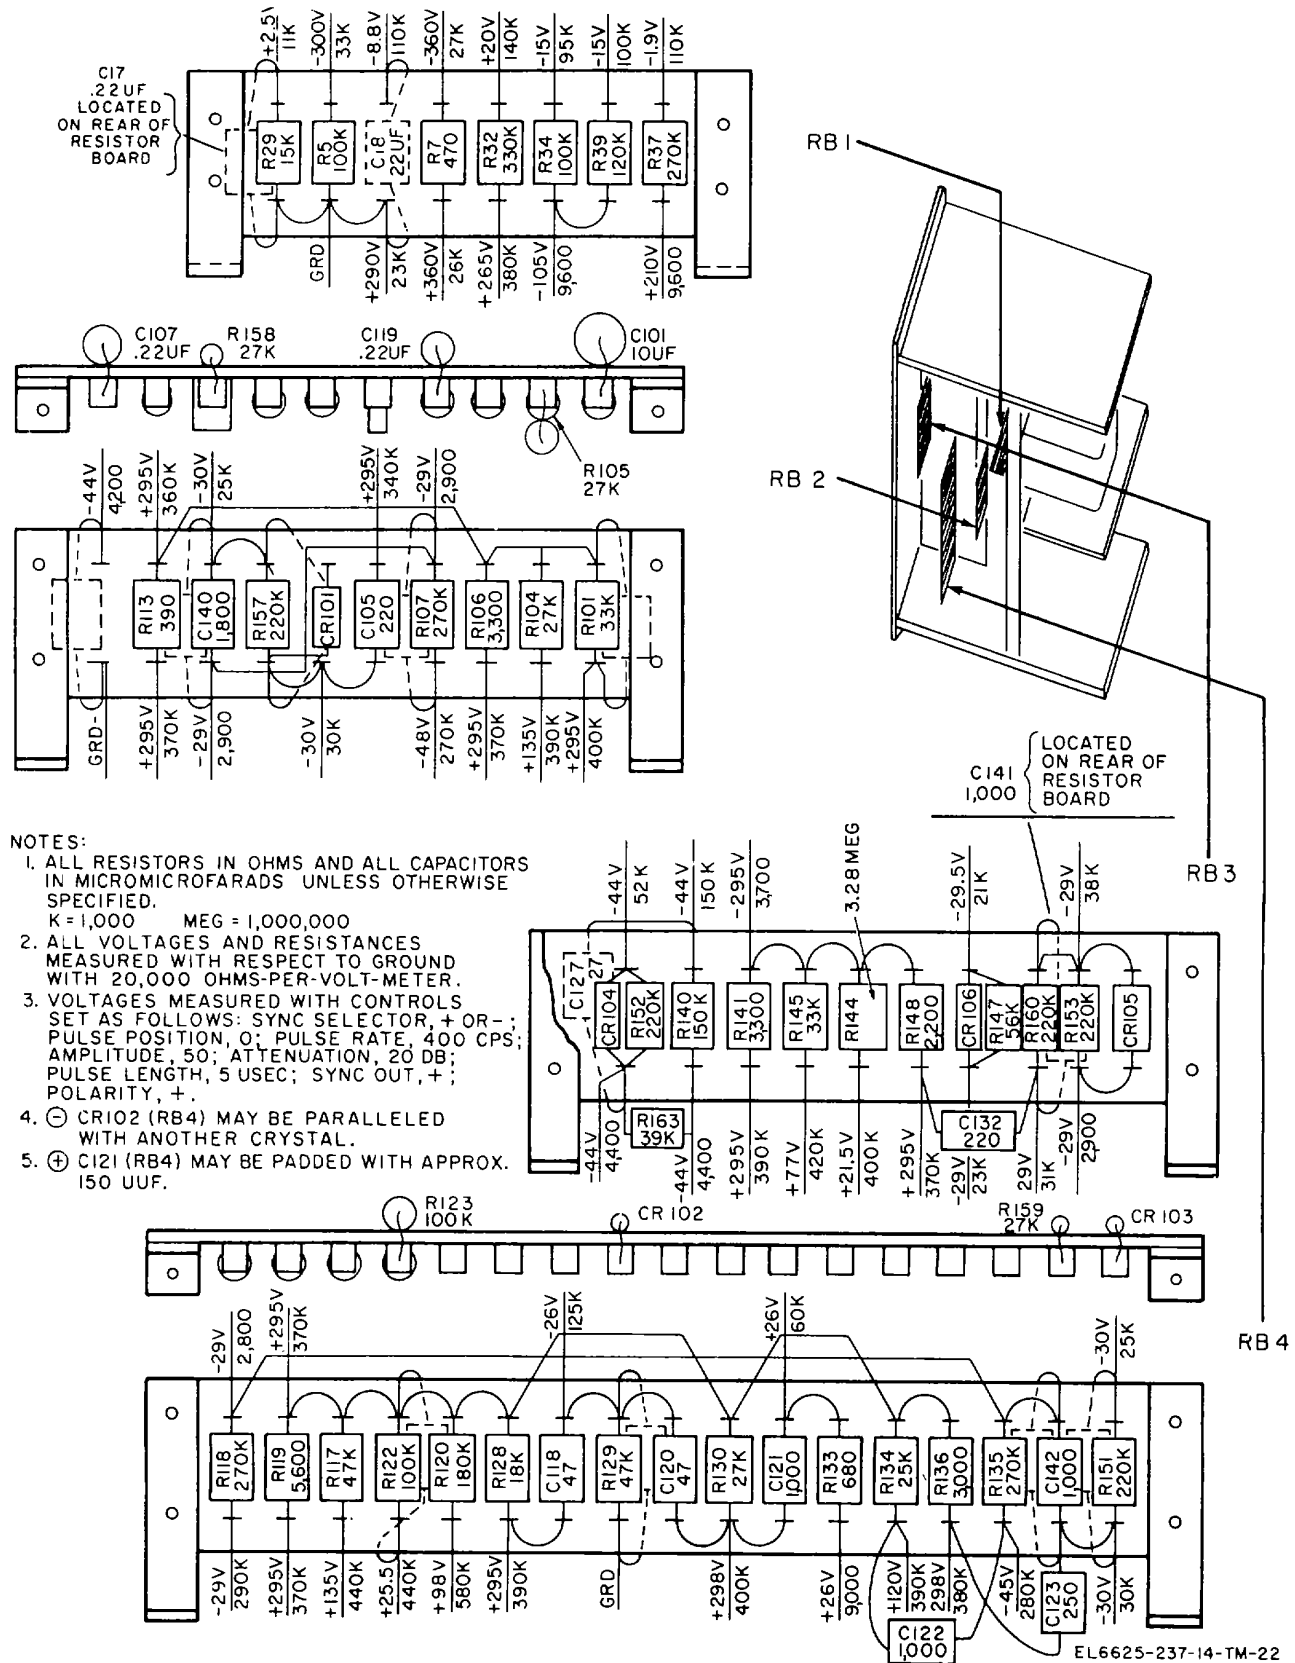 +2.5V
11K
-300V
33K
-8.8V
110K
-360V
27K
+20V
140K
-15V
95K
-15V
100K
-1.9V
110K
C17
.22UF
LOCATED
ON REAR OF
RESISTOR
BOARD
R29
15K
R5
100K
C18
.22UF
R7
470
R32
330K
R34
100K
R39
120K
R37
270K
GRD
+290V
23K
+360V
26K
+265V
380K
-105V
9,600
+210V
9,600
RB 1
RB 2
RB 3
RB 4
C107
.22UF
R158
27K
C119
.22UF
C101
10UF
R105
27K
-44V
4,200
+295V
360K
-30V
25K
+295V
340K
-29V
2,900
R113
390
C140
1,800
R157
220K
CR101
C105
220
R107
270K
R106
3,300
R104
27K
R101
33K
GRD-
+295V
370K
-29V
2,900
-30V
30K
-48V
270K
+295V
370K
+135V
390K
+295V
400K
NOTES:
1. ALL RESISTORS IN OHMS AND ALL CAPACITORS
IN MICROMICROFARADS UNLESS OTHERWISE
SPECIFIED.
K = 1,000 MEG = 1,000,000
2. ALL VOLTAGES AND RESISTANCES
MEASURED WITH RESPECT TO GROUND
WITH 20,000 OHMS-PER-VOLT-METER.
3. VOLTAGES MEASURED WITH CONTROLS
SET AS FOLLOWS: SYNC SELECTOR, + OR -;
PULSE POSITION, 0; PULSE RATE, 400 CPS;
AMPLITUDE, 50; ATTENUATION, 20 DB;
PULSE LENGTH, 5 USEC; SYNC OUT, +;
POLARITY, +.
4. ⊖ CR102 (RB4) MAY BE PARALLELED
WITH ANOTHER CRYSTAL.
5. ⊕ C121 (RB4) MAY BE PADDED WITH APPROX.
150 UUF.
C141
1,000
LOCATED
ON REAR OF
RESISTOR
BOARD
-44V
52K
-44V
150K
-295V
3,700
3.28MEG
-29.5V
21K
-29V
38K
C127
27
CR104
R152
220K
R140
150K
R141
3,300
R145
33K
R144
R148
2,200
CR106
R147
56K
R160
220K
R153
220K
CR105
R163
39K
C132
220
-44V
4,400
-44V
4,400
+295V
390K
+77V
420K
+21.5V
400K
+295V
370K
-29V
23K
29V
31K
-29V
2,900
R123
100K
CR102
R159
27K
CR103
-29V
2,800
+295V
370K
-26V
125K
+26V
60K
-30V
25K
R118
270K
R119
5,600
R117
47K
R122
100K
R120
180K
R128
18K
C118
47
R129
47K
C120
47
R130
27K
C121
1,000
R133
680
R134
25K
R136
3,000
R135
270K
C142
1,000
R151
220K
-29V
290K
+295V
370K
+135V
440K
+25.5V
440K
+98V
580K
+295V
390K
GRD
+298V
400K
+26V
9,000
+120V
390K
298V
380K
-45V
280K
C123
250
-30V
30K
C122
1,000
EL6625-237-14-TM-22